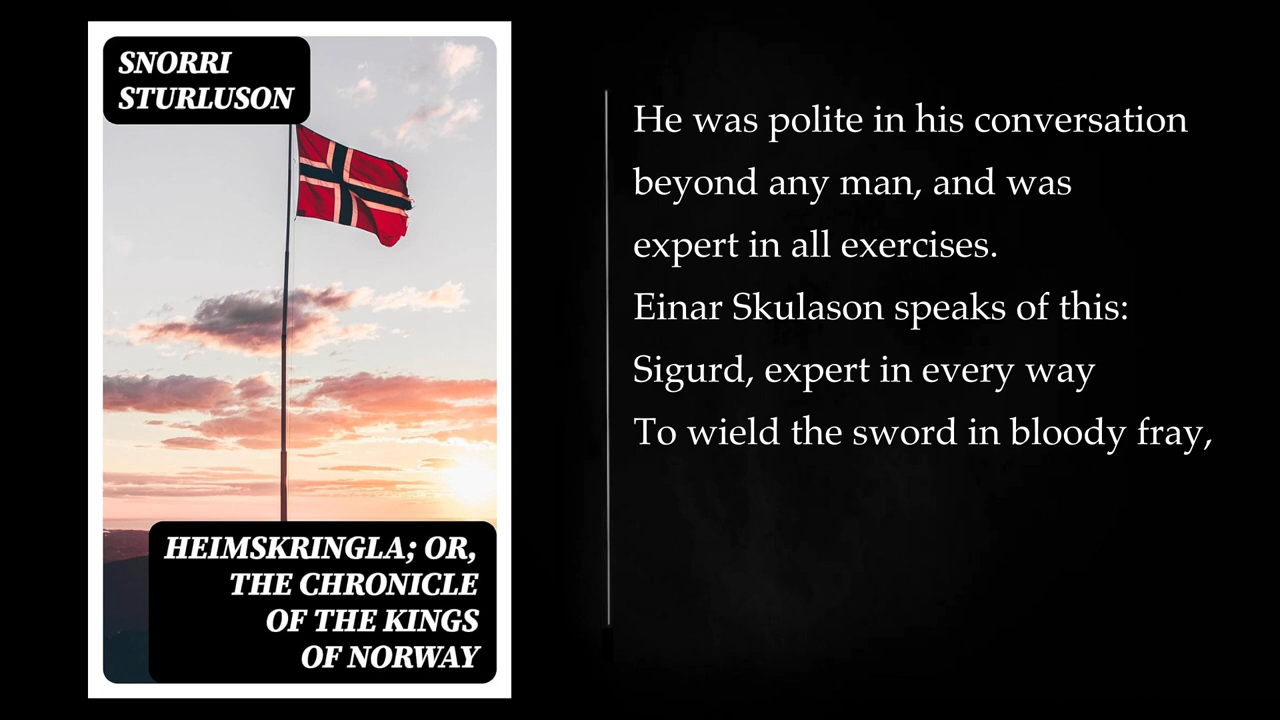 SNORRI
STURLUSON
HEIMSKRINGLA; OR,
THE CHRONICLE
OF THE KINGS
OF NORWAY
He was polite in his conversation
beyond any man, and was
expert in all exercises.
Einar Skulason speaks of this:
Sigurd, expert in every way
To wield the sword in bloody fray,